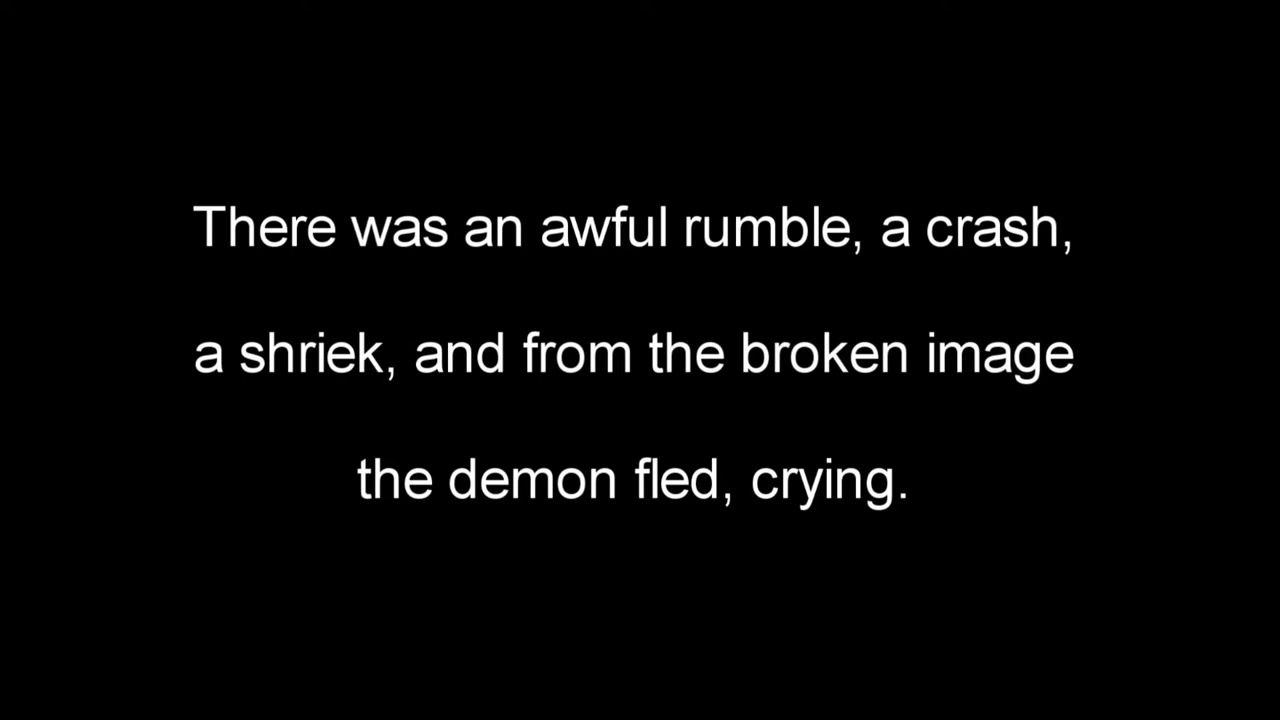 There was an awful rumble, a crash,
a shriek, and from the broken image
the demon fled, crying.